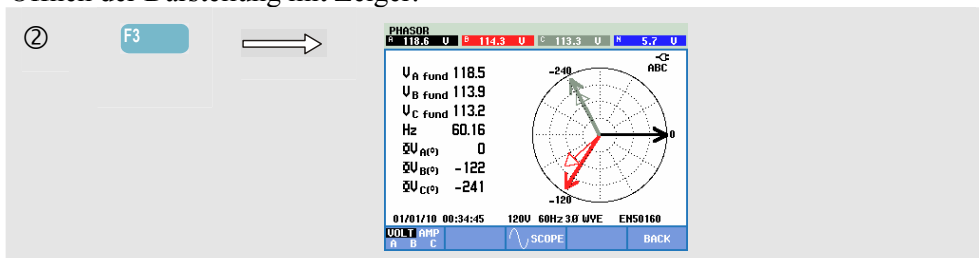 Öffnen der Darstellung mit Zeiger:
② F3
PHASOR
A 118.6 V B 114.3 V C 113.3 V N 5.7 V
ABC
VA fund 118.5
VB fund 113.9
VC fund 113.2
Hz 60.16
ΦVA(°) 0
ΦVB(°) -122
ΦVC(°) -241
-240
0
-120
01/01/10 00:34:45 120V 60Hz 3Ø WYE EN50160
VOLT AMP
A B C
SCOPE
BACK